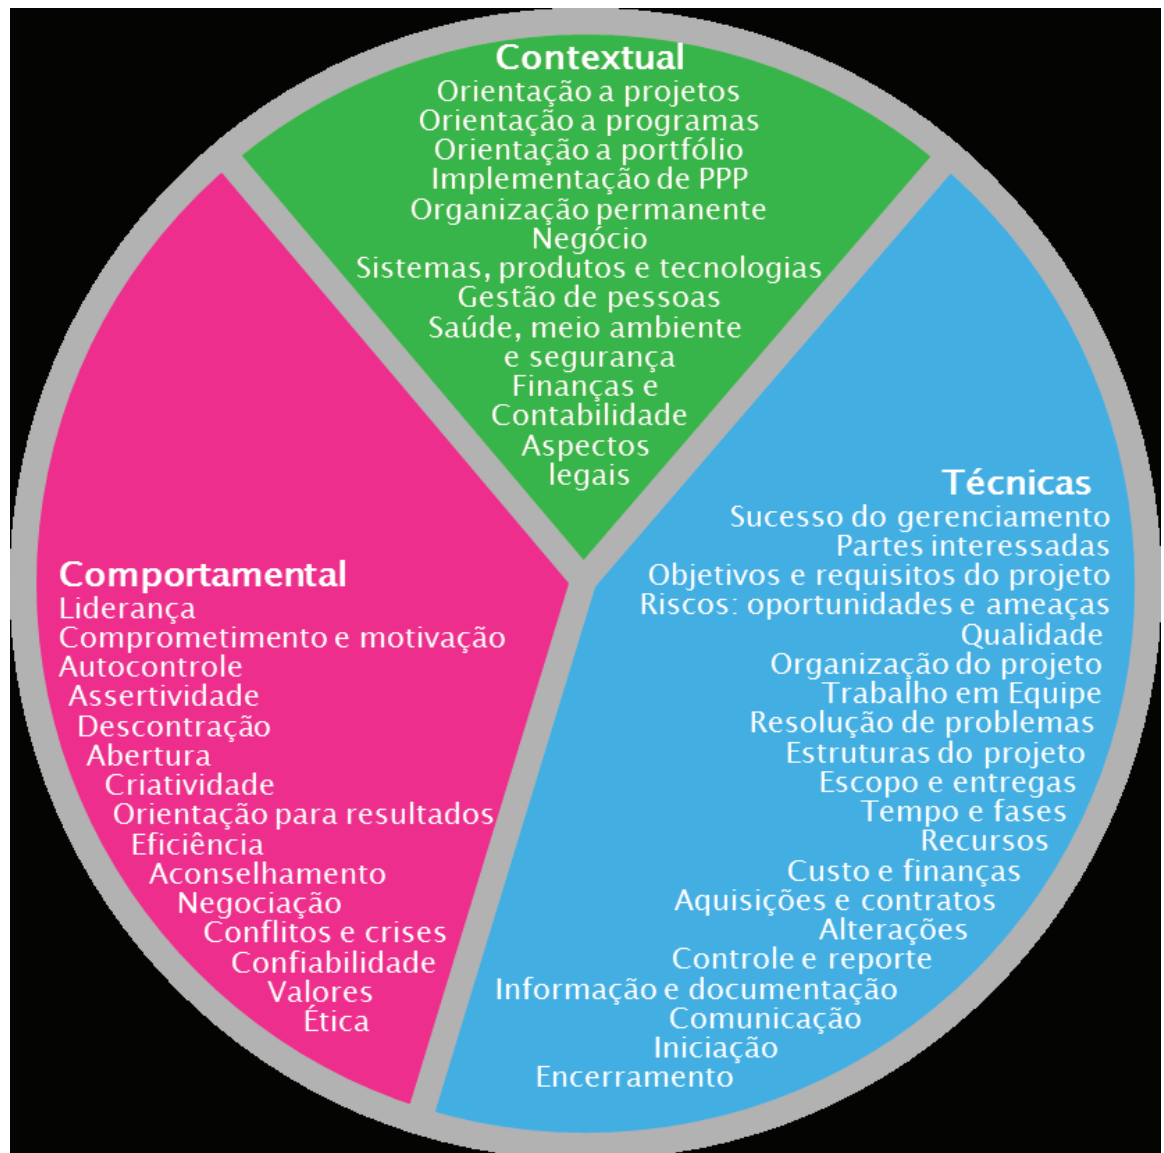 Contextual
Orientação a projetos
Orientação a programas
Orientação a portfólio
Implementação de PPP
Organização permanente
Negócio
Sistemas, produtos e tecnologias
Gestão de pessoas
Saúde, meio ambiente
e segurança
Finanças e
Contabilidade
Aspectos
legais
Comportamental
Liderança
Comprometimento e motivação
Autocontrole
Assertividade
Descontração
Abertura
Criatividade
Orientação para resultados
Eficiência
Aconselhamento
Negociação
Conflitos e crises
Confiabilidade
Valores
Ética
Técnicas
Sucesso do gerenciamento
Partes interessadas
Objetivos e requisitos do projeto
Riscos: oportunidades e ameaças
Qualidade
Organização do projeto
Trabalho em Equipe
Resolução de problemas
Estruturas do projeto
Escopo e entregas
Tempo e fases
Recursos
Custo e finanças
Aquisições e contratos
Alterações
Controle e reporte
Informação e documentação
Comunicação
Iniciação
Encerramento